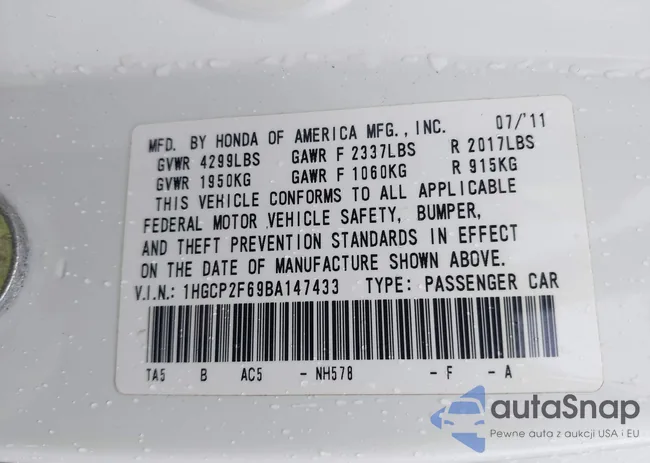 MFD. BY HONDA OF AMERICA MFG., INC. 07/'11
GVWR 4299LBS GAWR F 2337LBS R 2017LBS
GVWR 1950KG GAWR F 1060KG R 915KG
THIS VEHICLE CONFORMS TO ALL APPLICABLE
FEDERAL MOTOR VEHICLE SAFETY, BUMPER,
AND THEFT PREVENTION STANDARDS IN EFFECT
ON THE DATE OF MANUFACTURE SHOWN ABOVE.
V.I.N.: 1HGCP2F69BA147433 TYPE: PASSENGER CAR
TA5 B AC5 - NH578 - F - A
autaSnap
Pewne auta z aukcji USA i EU